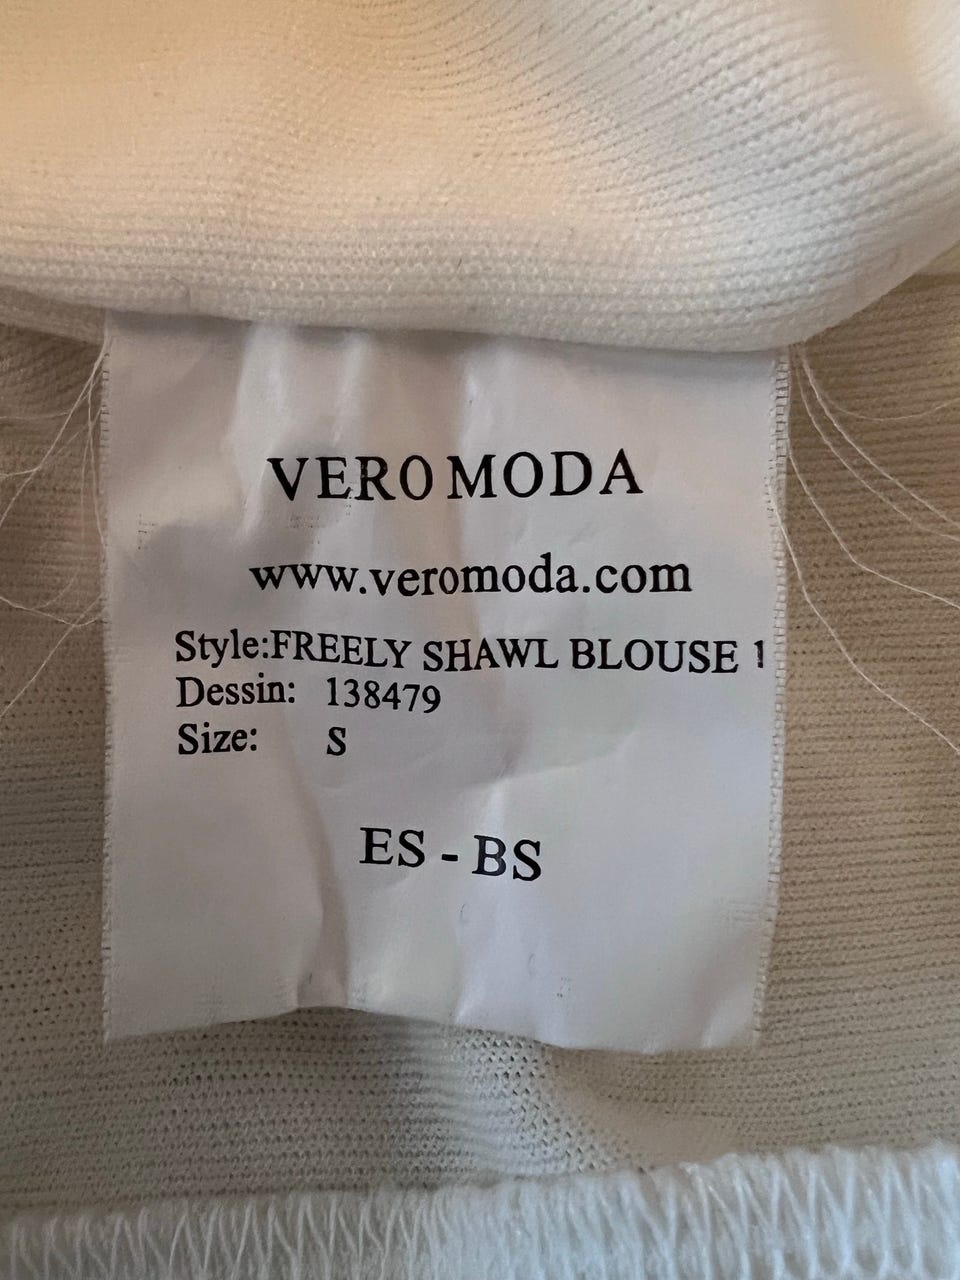 VERO MODA
www.veromoda.com
Style:FREELY SHAWL BLOUSE 1
Dessin: 138479
Size: S
ES - BS